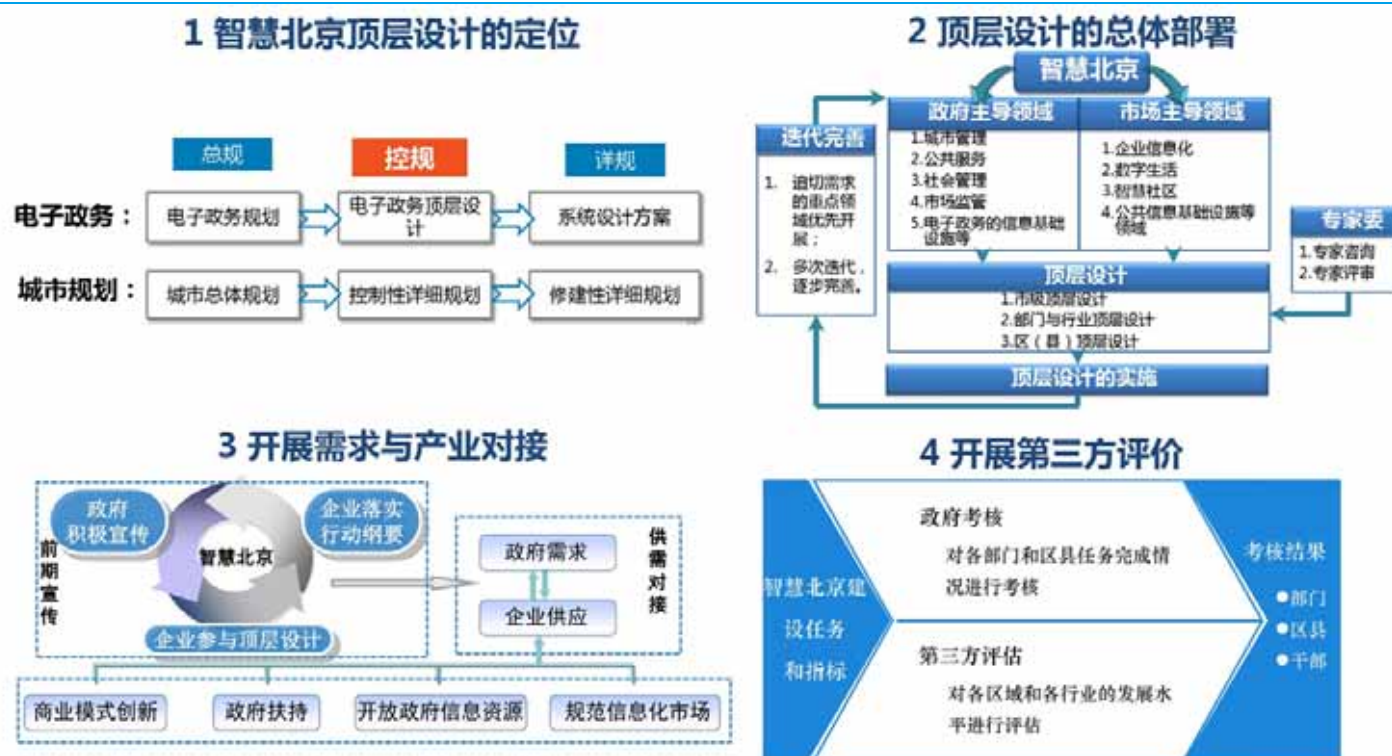 1 智慧北京顶层设计的定位
总规
控规
详规
电子政务：
电子政务规划
电子政务顶层设
计
系统设计方案
城市规划：
城市总体规划
控制性详细规划
修建性详细规划
2 顶层设计的总体部署
智慧北京
政府主导领域
1.城市管理
2.公共服务
3.社会管理
4.市场监管
5.电子政务的信息基础
设施等
市场主导领域
1.企业信息化
2.数字生活
3.智慧社区
4.公共信息基础设施等
领域
迭代完善
1. 迫切需求
的重点领
域优先开
展；
2. 多次迭代，
逐步完善。
专家委
1.专家咨询
2.专家评审
顶层设计
1.市级顶层设计
2.部门与行业顶层设计
3.区（县）顶层设计
顶层设计的实施
3 开展需求与产业对接
前期宣传
政府
积极宣传
企业落实
行动纲要
智慧北京
企业参与顶层设计
政府需求
企业供应
供需对接
商业模式创新
政府扶持
开放政府信息资源
规范信息化市场
4 开展第三方评价
智慧北京建
设任务
和指标
政府考核
对各部门和区县任务完成情
况进行考核
第三方评估
对各区域和各行业的发展水
平进行评估
考核结果
●部门
●区县
●干部